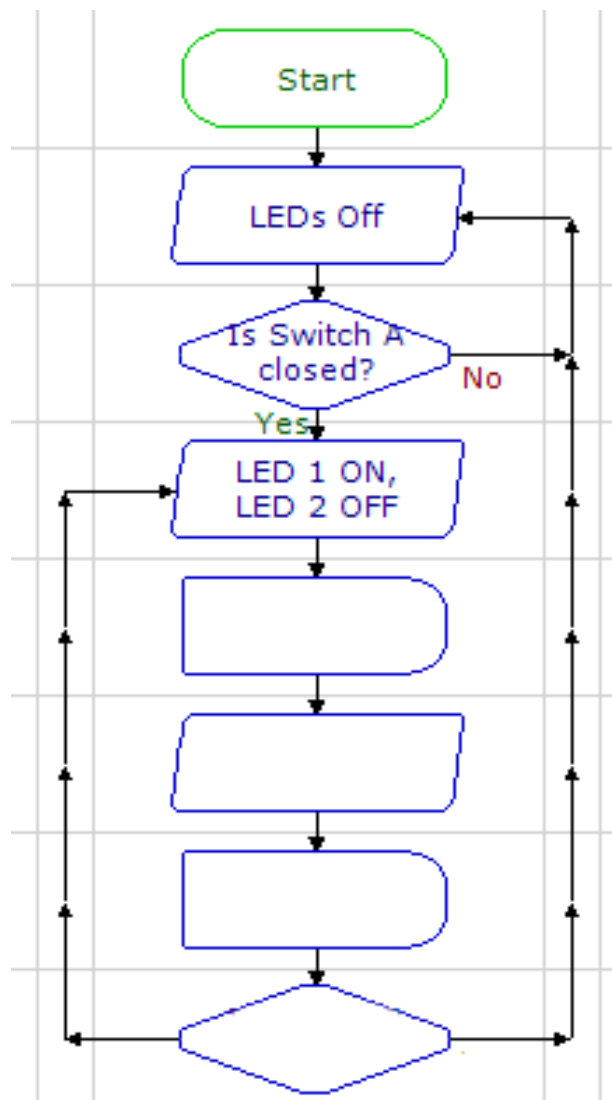 Start
LEDs Off
Is Switch A
closed?
No
Yes
LED 1 ON,
LED 2 OFF